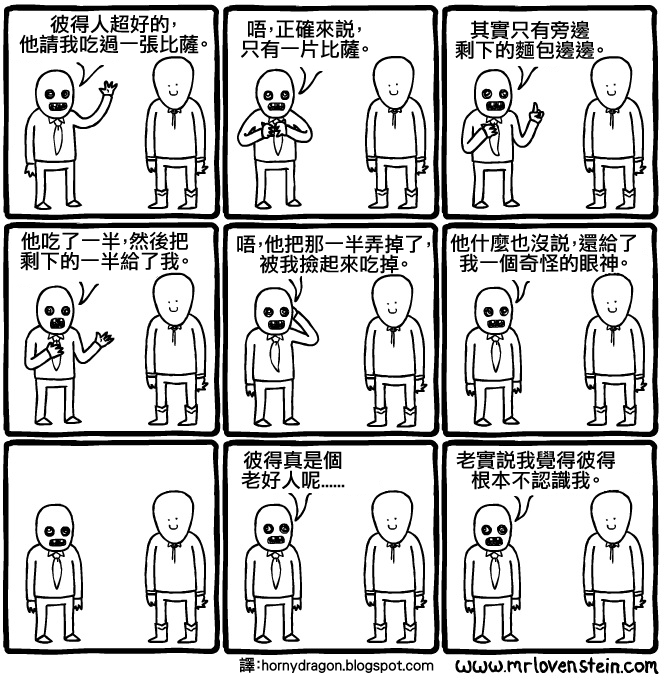 彼得人超好的,
他請我吃過一張比薩。
唔,正確來説,
只有一片比薩。
其實只有旁邊
剩下的麵包邊邊。
他吃了一半,然後把
剩下的一半給了我。
唔,他把那一半弄掉了,
被我撿起來吃掉。
他什麼也沒説,還給了
我一個奇怪的眼神。
彼得真是個
老好人呢......
老實説我覺得彼得
根本不認識我。
譯:hornydragon.blogspot.com
www.mrlovenstein.com